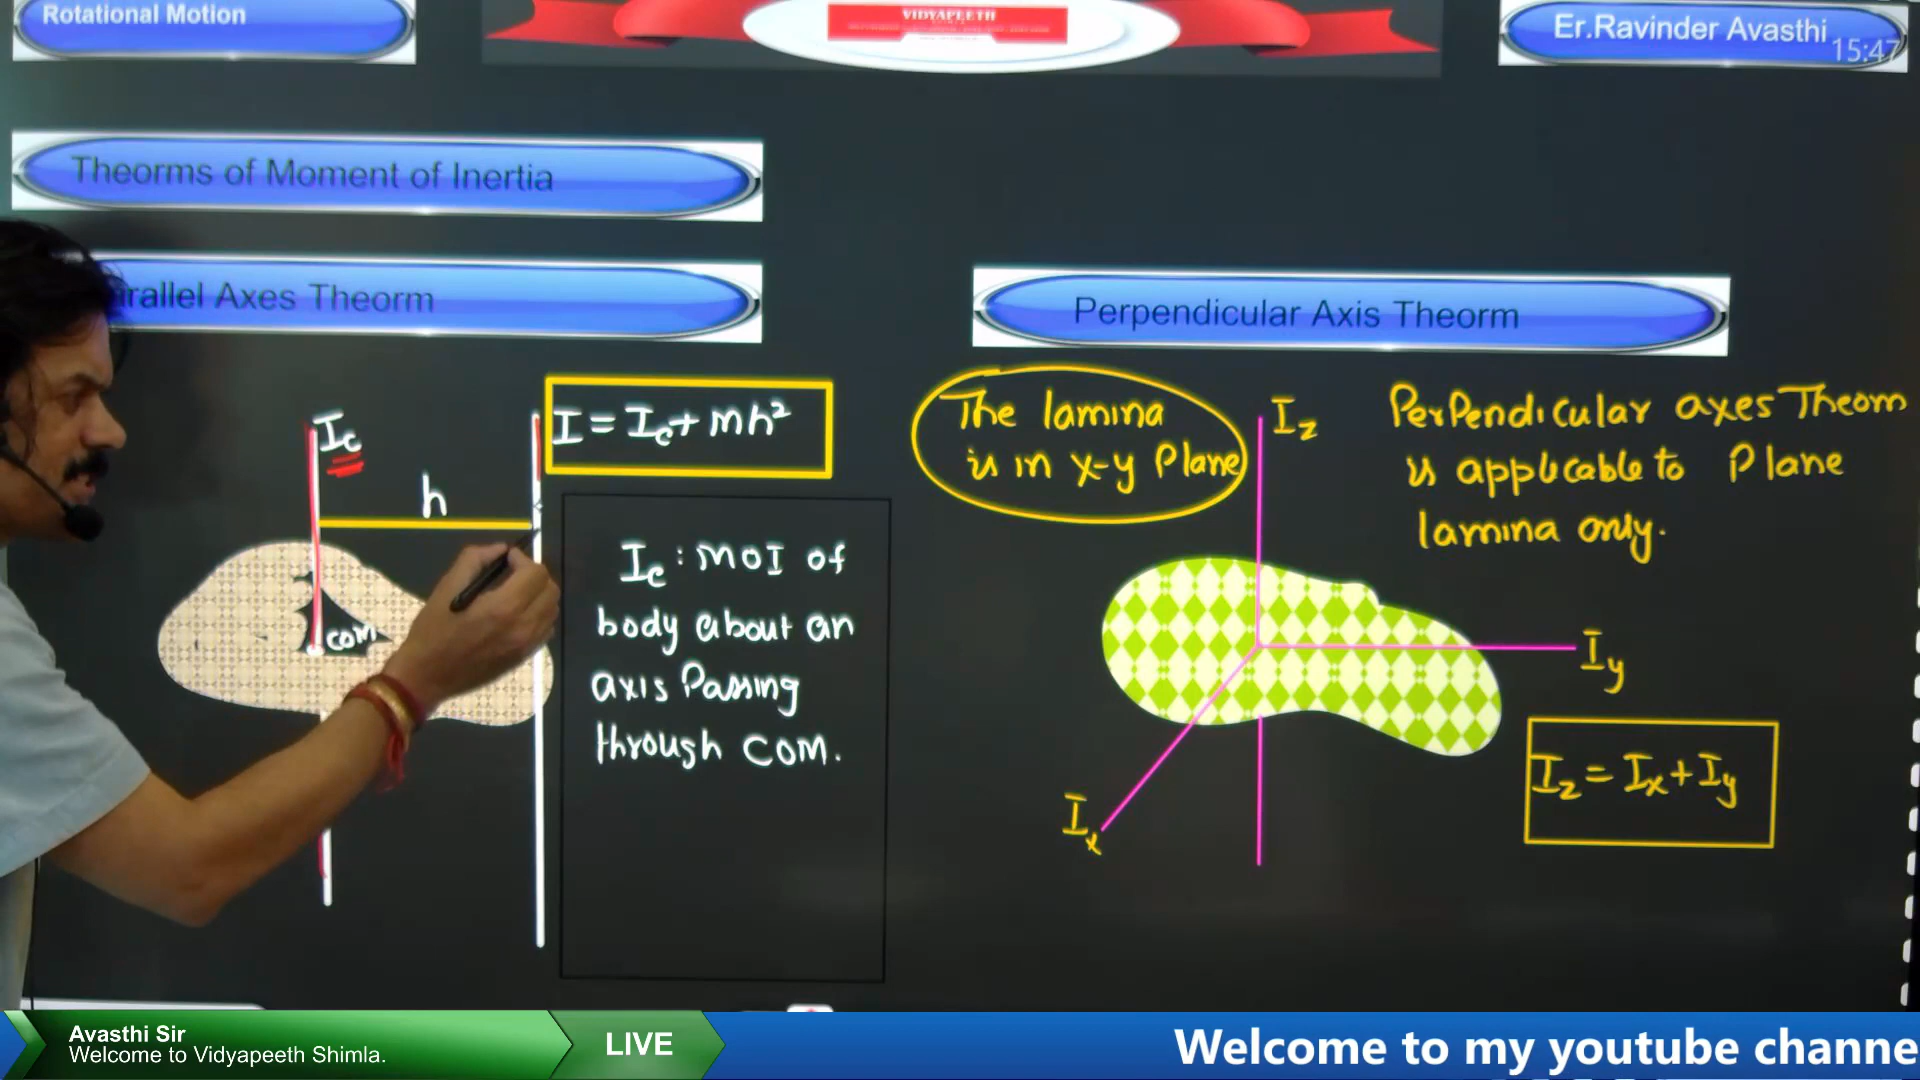 Rotational Motion
VIDYAPEETH
Er.Ravinder Avasthi
15:47
Theorms of Moment of Inertia
rallel Axes Theorm
Perpendicular Axis Theorm
Ic
I = Ic + mh²
h
COM
Ic : MOI of
body about an
axis Passing
through COM.
The lamina
is in x-y Plane
Iz
Perpendicular axes Theorm
is applicable to Plane
lamina only.
Iy
Ix
Iz = Ix + Iy
Avasthi Sir
Welcome to Vidyapeeth Shimla.
LIVE
Welcome to my youtube channe